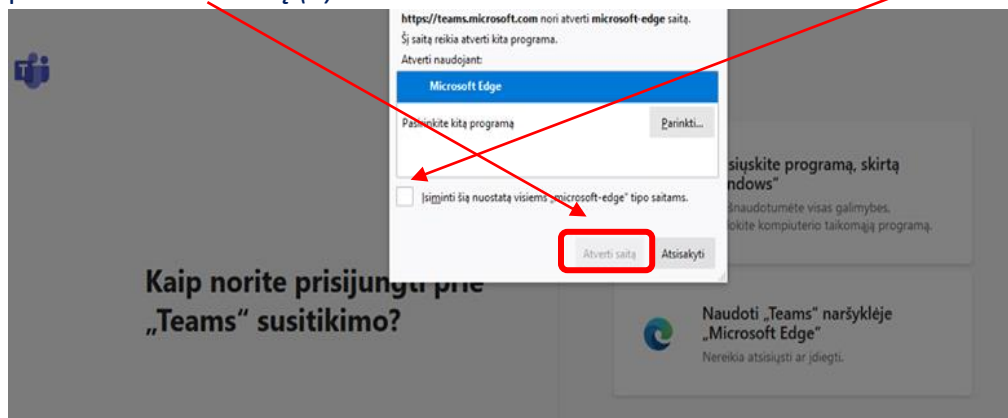 https://teams.microsoft.com nori atverti microsoft-edge saitą.
Šį saitą reikia atverti kita programa.
Atverti naudojant:
Microsoft Edge
Pasirinkite kitą programą
Parinkti...
Įsiminti šią nuostatą visiems „microsoft-edge“ tipo saitams.
Atverti saitą
Atsisakyti
Kaip norite prisijungti prie
„Teams“ susitikimo?
siųskite programą, skirtą
ndows“
šnaudotumėte visas galimybes,
kompiuterio taikomąją programą.
Naudoti „Teams“ naršyklėje
„Microsoft Edge“
Nereikia atsisiųsti ar įdiegti.